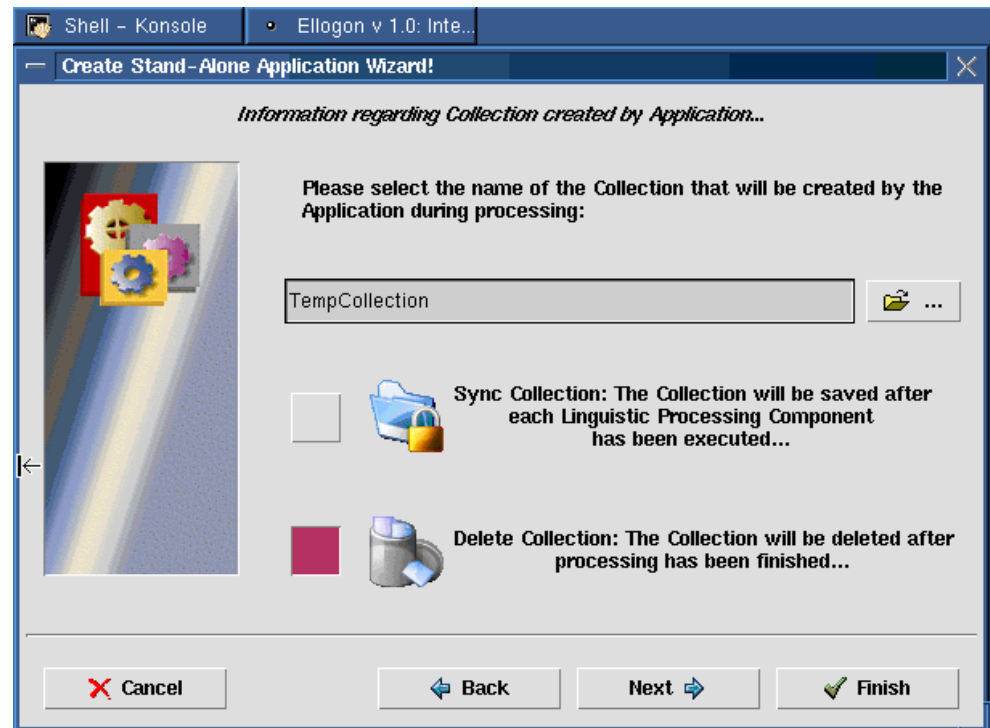 Shell - Konsole
Ellogon v 1.0: Inte...
Create Stand-Alone Application Wizard!
Information regarding Collection created by Application...
Please select the name of the Collection that will be created by the
Application during processing:
TempCollection
...
Sync Collection: The Collection will be saved after
each Linguistic Processing Component
has been executed...
Delete Collection: The Collection will be deleted after
processing has been finished...
Cancel
Back
Next
Finish